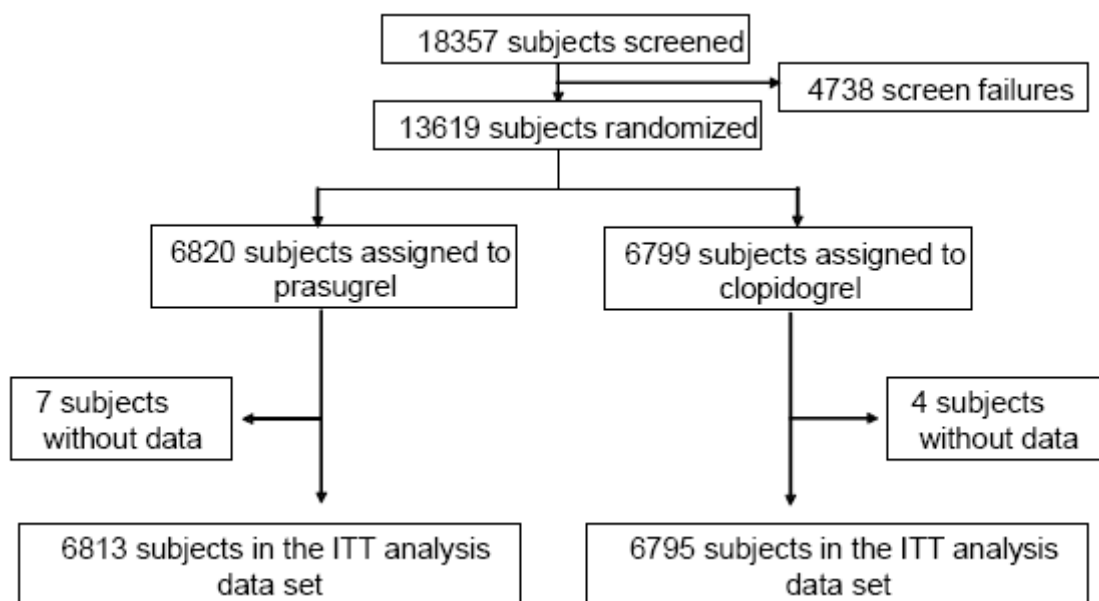 18357 subjects screened
4738 screen failures
13619 subjects randomized
6820 subjects assigned to
prasugrel
6799 subjects assigned to
clopidogrel
7 subjects
without data
4 subjects
without data
6813 subjects in the ITT analysis
data set
6795 subjects in the ITT analysis
data set